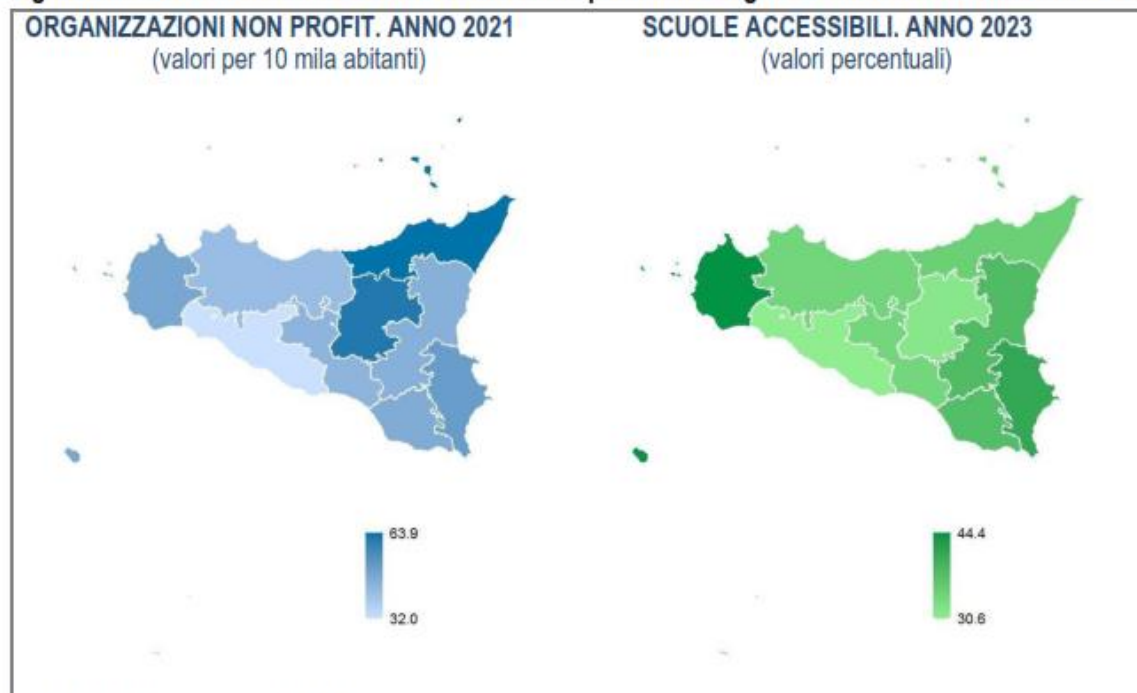 ORGANIZZAZIONI NON PROFIT. ANNO 2021
(valori per 10 mila abitanti)
63.9
32.0
SCUOLE ACCESSIBILI. ANNO 2023
(valori percentuali)
44.4
30.6